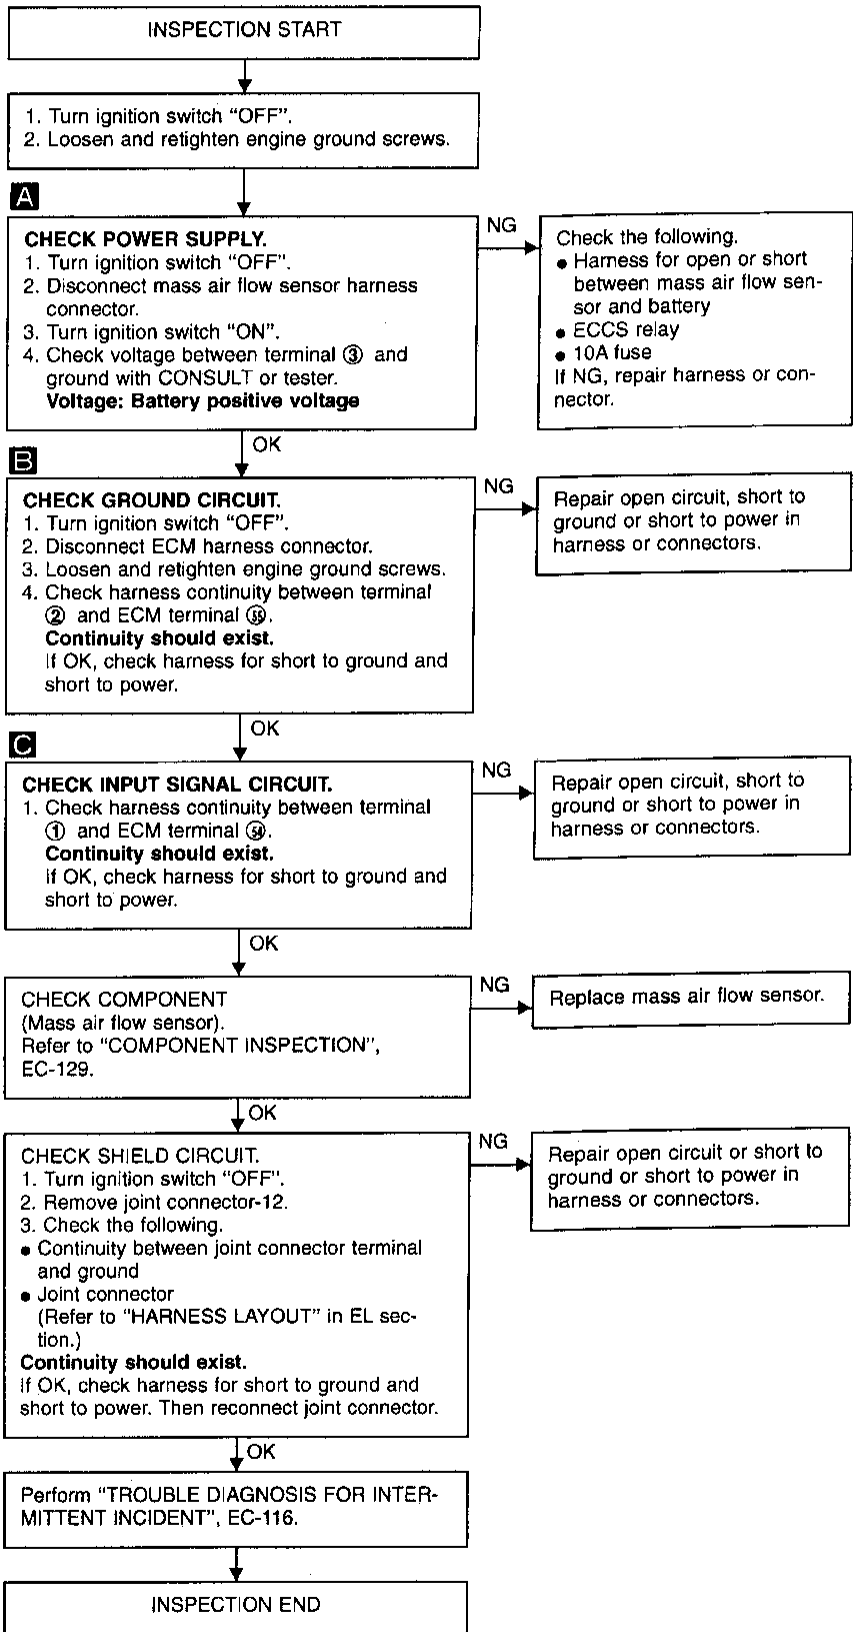 INSPECTION START
1. Turn ignition switch “OFF”.
2. Loosen and retighten engine ground screws.
A
CHECK POWER SUPPLY.
1. Turn ignition switch “OFF”.
2. Disconnect mass air flow sensor harness
connector.
3. Turn ignition switch “ON”.
4. Check voltage between terminal ③ and
ground with CONSULT or tester.
Voltage: Battery positive voltage
NG
Check the following.
● Harness for open or short
between mass air flow sen-
sor and battery
● ECCS relay
● 10A fuse
If NG, repair harness or con-
nector.
OK
B
CHECK GROUND CIRCUIT.
1. Turn ignition switch “OFF”.
2. Disconnect ECM harness connector.
3. Loosen and retighten engine ground screws.
4. Check harness continuity between terminal
② and ECM terminal 55.
Continuity should exist.
If OK, check harness for short to ground and
short to power.
NG
Repair open circuit, short to
ground or short to power in
harness or connectors.
OK
C
CHECK INPUT SIGNAL CIRCUIT.
1. Check harness continuity between terminal
① and ECM terminal 54.
Continuity should exist.
If OK, check harness for short to ground and
short to power.
NG
Repair open circuit, short to
ground or short to power in
harness or connectors.
OK
CHECK COMPONENT
(Mass air flow sensor).
Refer to “COMPONENT INSPECTION”,
EC-129.
NG
Replace mass air flow sensor.
OK
CHECK SHIELD CIRCUIT.
1. Turn ignition switch “OFF”.
2. Remove joint connector-12.
3. Check the following.
● Continuity between joint connector terminal
and ground
● Joint connector
(Refer to “HARNESS LAYOUT” in EL sec-
tion.)
Continuity should exist.
If OK, check harness for short to ground and
short to power. Then reconnect joint connector.
NG
Repair open circuit or short to
ground or short to power in
harness or connectors.
OK
Perform “TROUBLE DIAGNOSIS FOR INTER-
MITTENT INCIDENT”, EC-116.
INSPECTION END